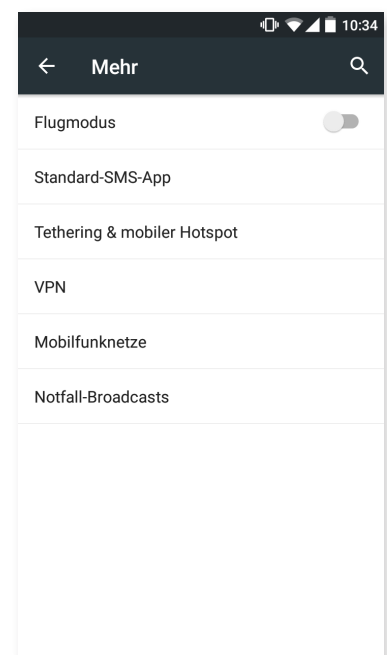 10:34
Mehr
Flugmodus
Standard-SMS-App
Tethering & mobiler Hotspot
VPN
Mobilfunknetze
Notfall-Broadcasts